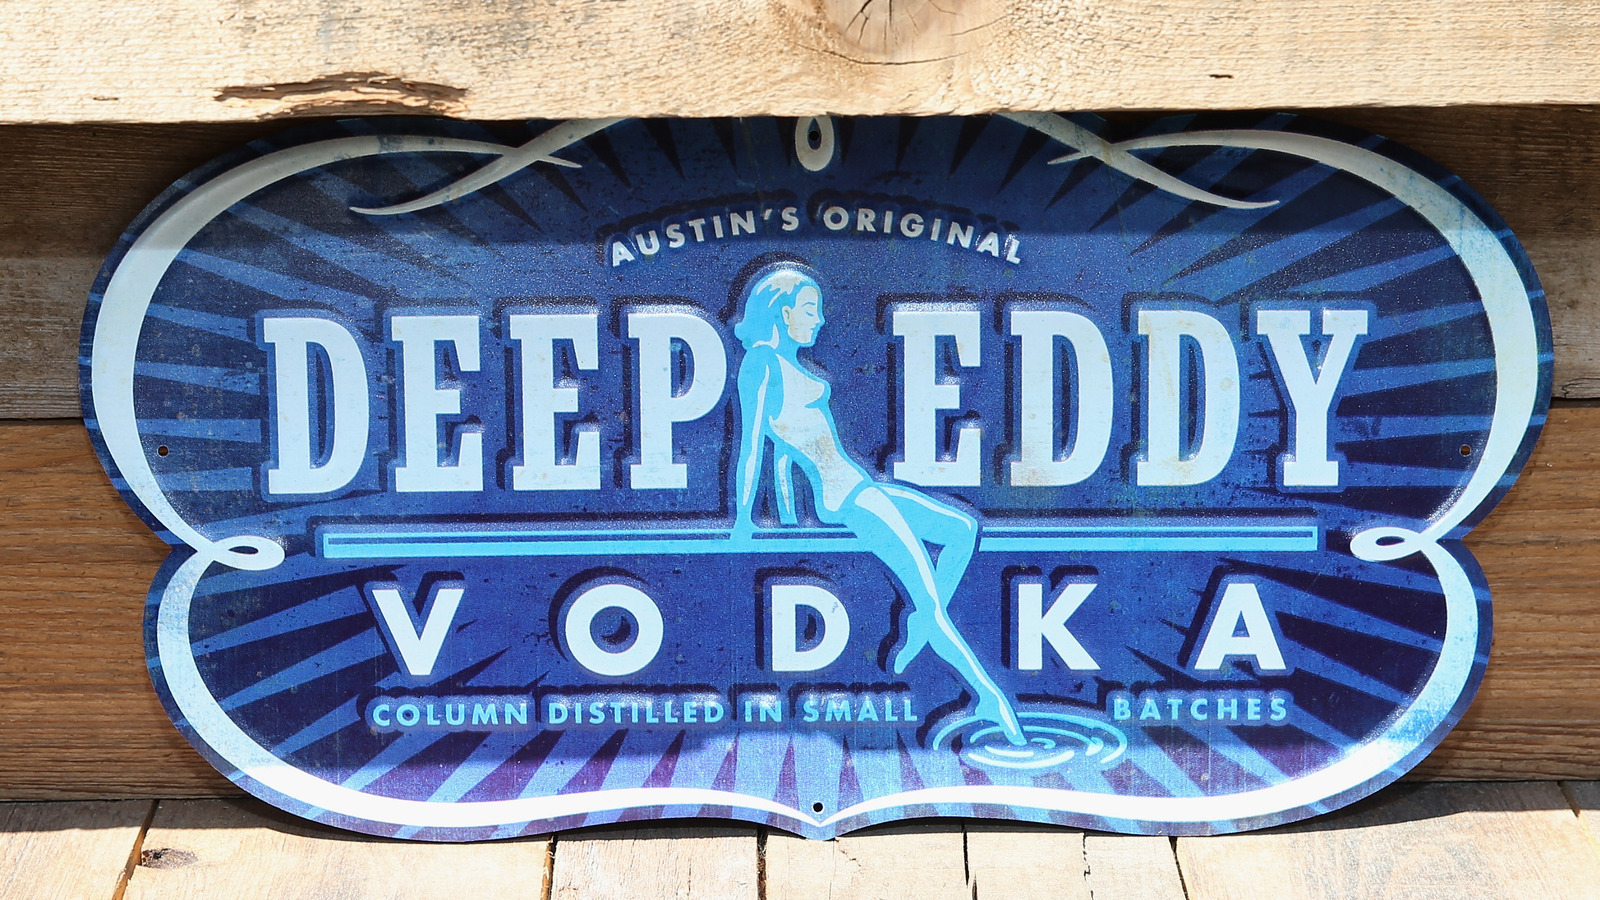 AUSTIN'S ORIGINAL
DEEP EDDY
VODKA
COLUMN DISTILLED IN SMALL BATCHES